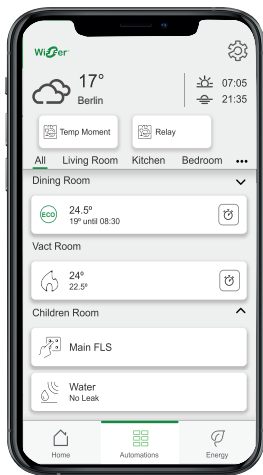 Wiser
17°
Berlin
07:05
21:35
Temp Moment
Relay
All Living Room Kitchen Bedroom •••
Dining Room
ECO
24.5°
19° until 08:30
Vact Room
24°
22.5°
Children Room
Main FLS
Water
No Leak
Home Automations Energy